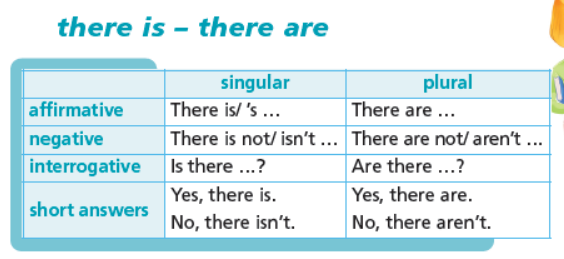 there is – there are
singular plural
affirmative There is/ 's ... There are ...
negative There is not/ isn't ... There are not/ aren't ...
interrogative Is there ...? Are there ...?
Yes, there is. Yes, there are.
short answers
No, there isn't. No, there aren't.